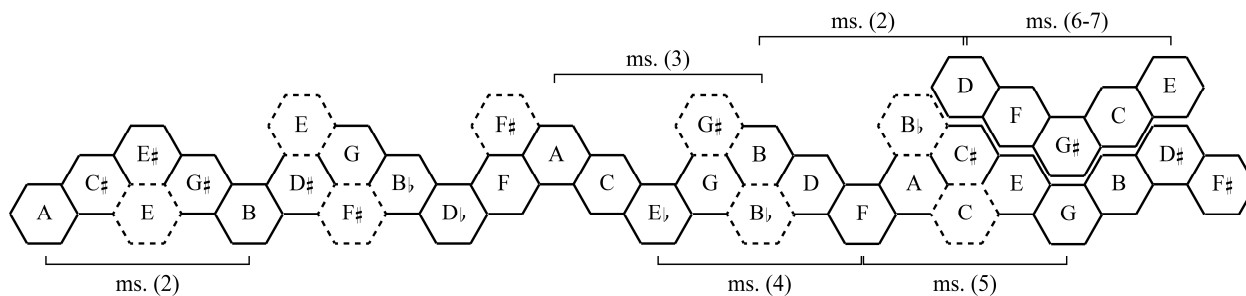 ms. (2) ms. (6-7)
ms. (3)
D E
F C
E F♯ G♯ B♭ G♯
E♯ G A B C♯ D♯
C♯ G♯ D♯ B♭ F C G D A E B F♯
A E B F♯ D♭ E♭ B♭ F C G
ms. (2) ms. (4) ms. (5)